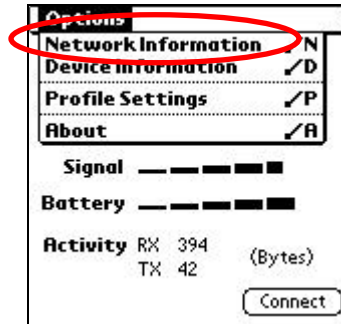 Options
Network Information ⁄N
Device Information ⁄D
Profile Settings ⁄P
About ⁄A
Signal
Battery
Activity RX 394
(Bytes)
TX 42
Connect